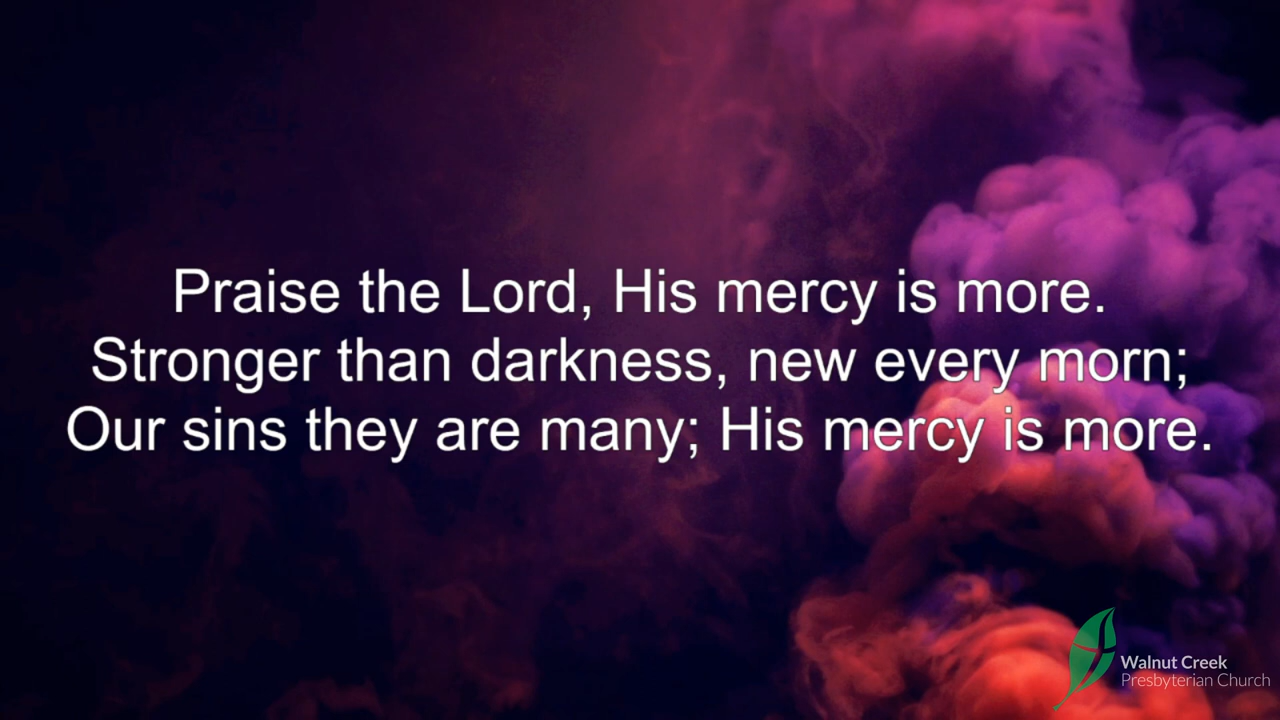 Praise the Lord, His mercy is more.
Stronger than darkness, new every morn;
Our sins they are many; His mercy is more.
Walnut Creek
Presbyterian Church